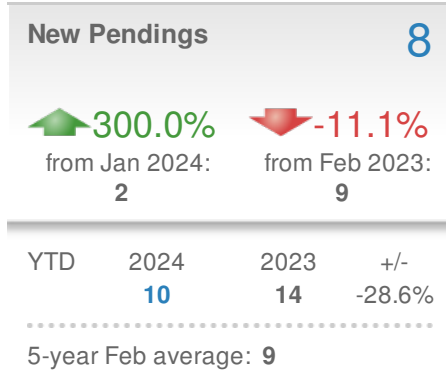 New Pendings 8
300.0% -11.1%
from Jan 2024: from Feb 2023:
2 9
YTD 2024 2023 +/-
10 14 -28.6%
5-year Feb average: 9